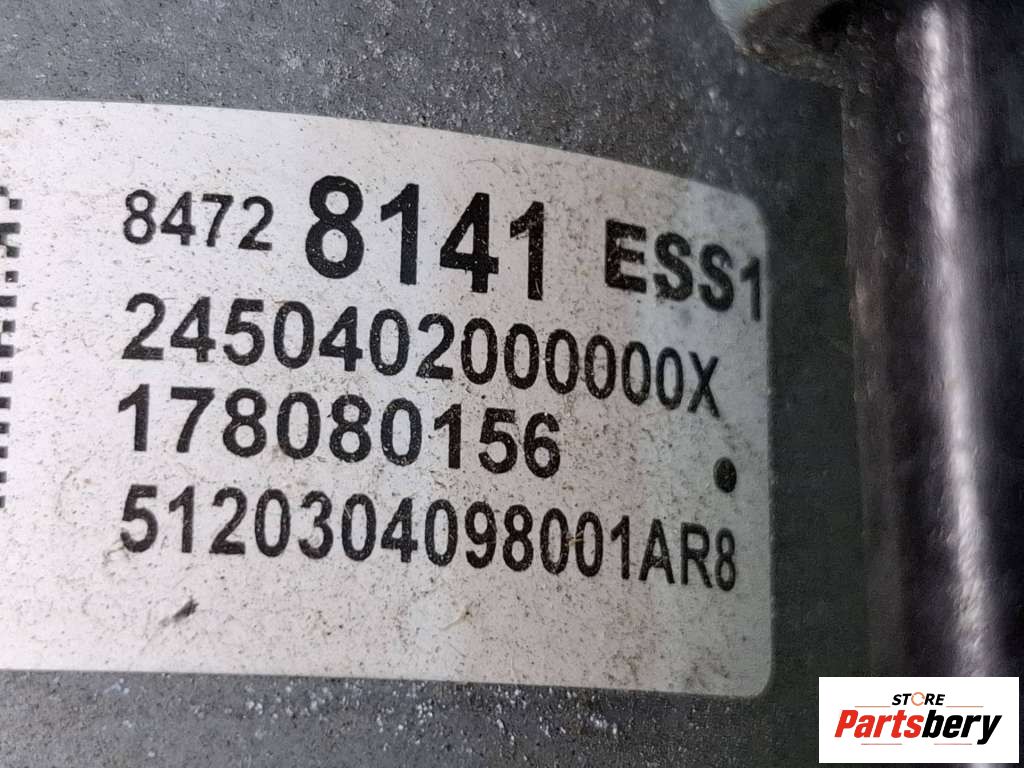 8472 8141 ESS1
2450402000000X
178080156
5120304098001AR8
STORE
Partsbery